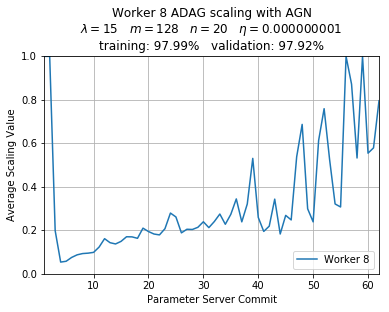 Worker 8 ADAG scaling with AGN
λ = 15 m = 128 n = 20 η = 0.000000001
training: 97.99% validation: 97.92%
1.0
0.8
0.6
0.4
0.2
0.0
Average Scaling Value
Worker 8
10 20 30 40 50 60
Parameter Server Commit